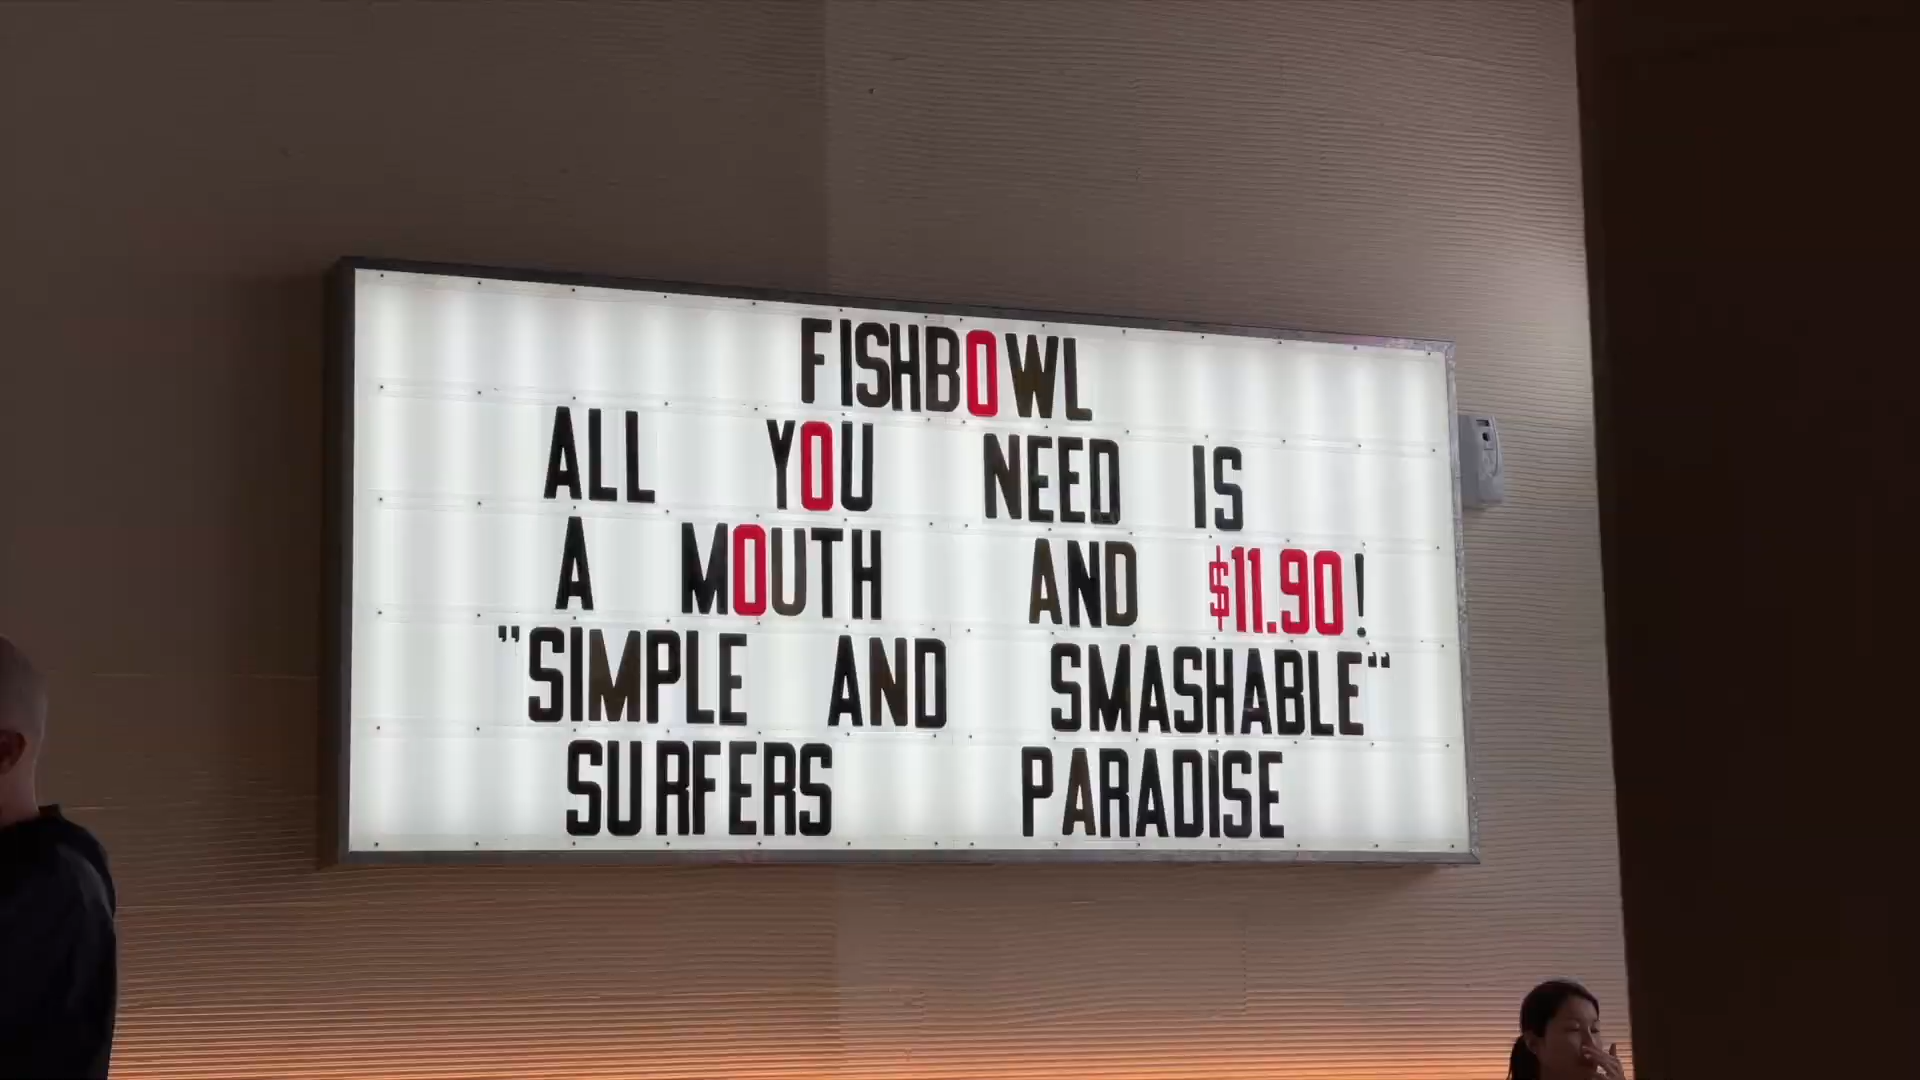 FISHBOWL
ALL YOU NEED IS
A MOUTH AND $11.90!
"SIMPLE AND SMASHABLE"
SURFERS PARADISE